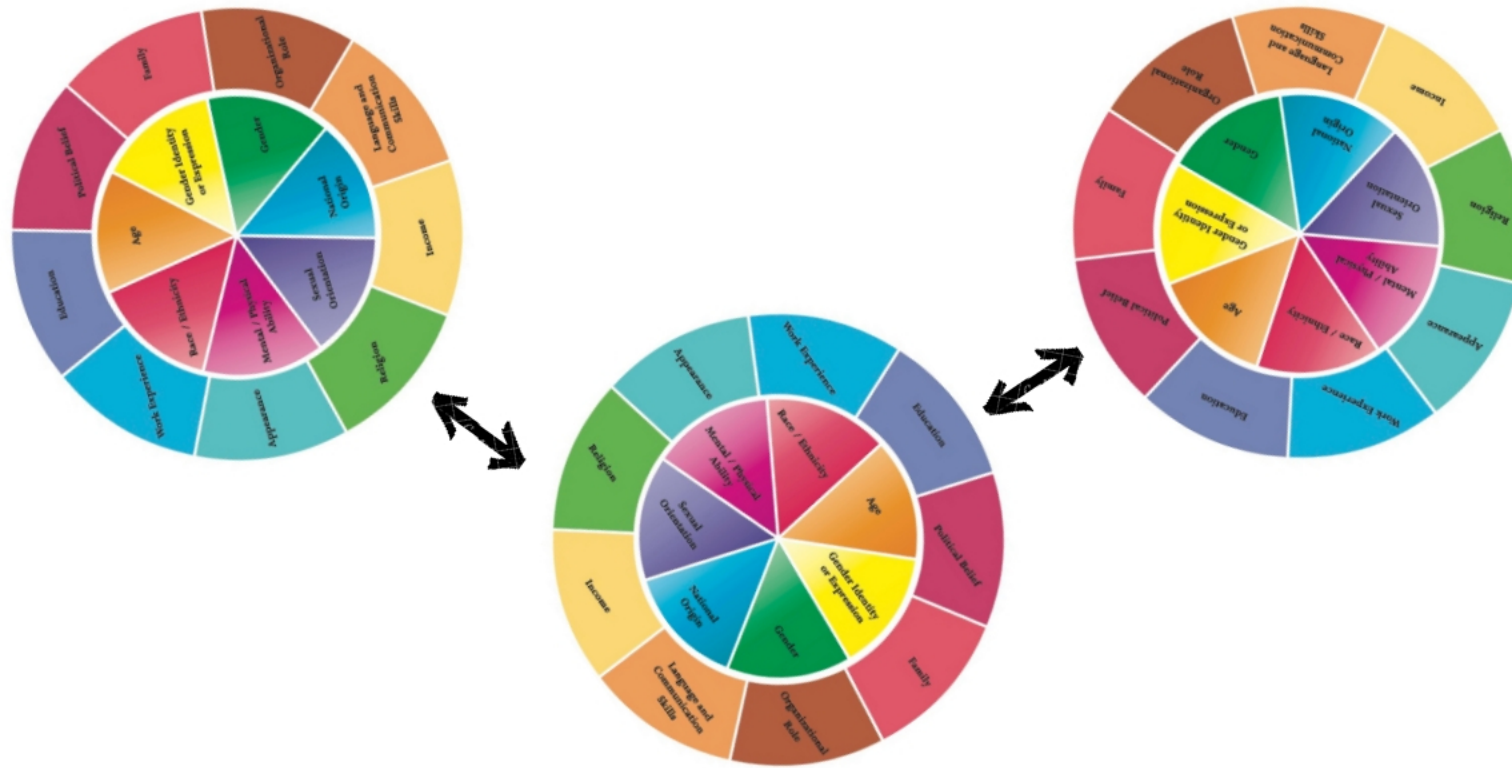 Family
Organizational
Role
Language and
Communication
Skills
Income
Religion
Appearance
Work Experience
Education
Political Belief
Gender Identity
or Expression
Gender
National
Origin
Sexual
Orientation
Mental / Physical
Ability
Race / Ethnicity
Age
Appearance
Work Experience
Education
Political Belief
Family
Organizational
Role
Language and
Communication
Skills
Income
Religion
Mental / Physical
Ability
Race / Ethnicity
Age
Gender Identity
or Expression
Gender
National
Origin
Sexual
Orientation
Organizational
Role
Language and
Communication
Skills
Income
Religion
Appearance
Work Experience
Education
Political Belief
Family
Gender
National
Origin
Sexual
Orientation
Mental / Physical
Ability
Race / Ethnicity
Age
Gender Identity
or Expression